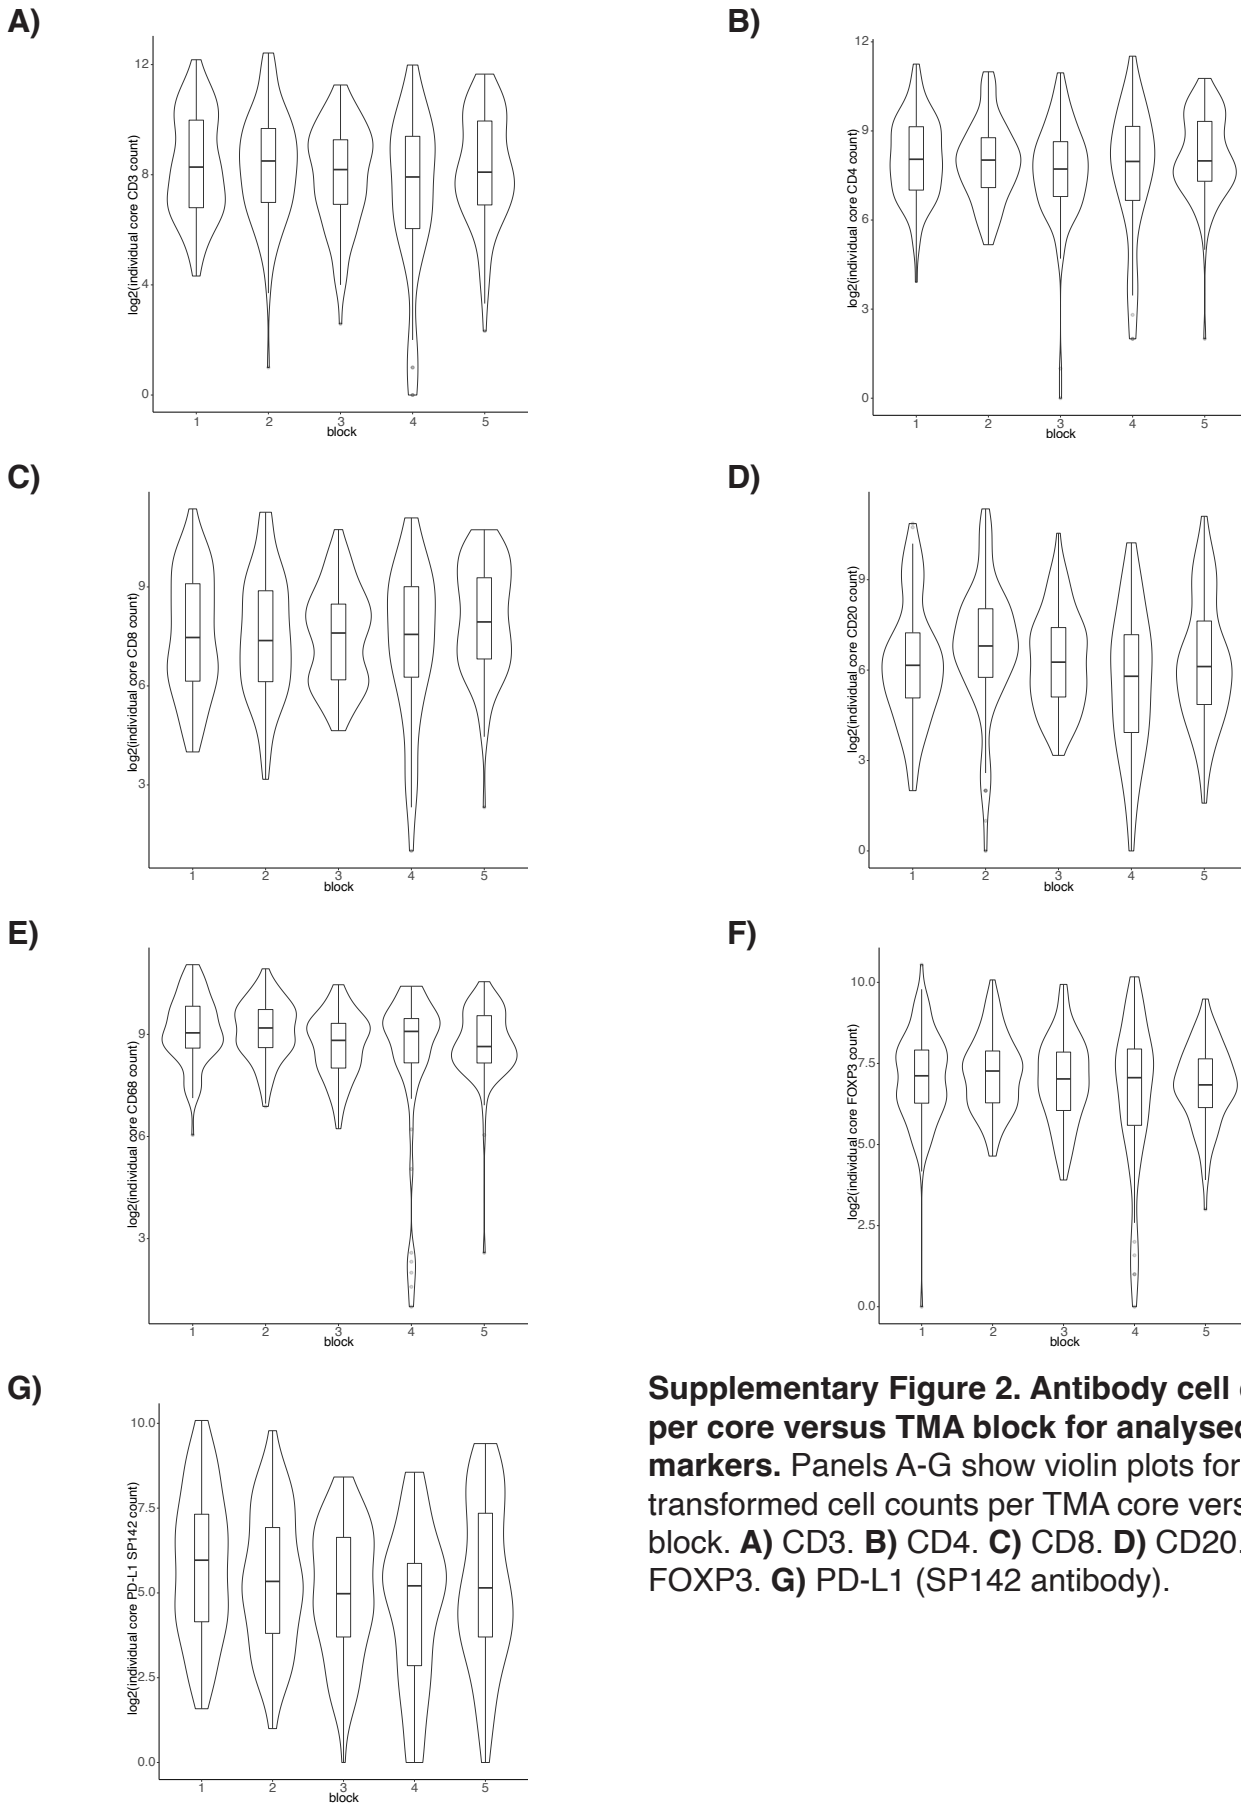 A)
log2(individual core CD3 count)
12
8
4
0
1 2 3 4 5
block
B)
log2(individual core CD4 count)
12
9
6
3
0
1 2 3 4 5
block
C)
log2(individual core CD8 count)
9
6
3
1 2 3 4 5
block
D)
log2(individual core CD20 count)
9
6
3
0
1 2 3 4 5
block
E)
log2(individual core CD68 count)
9
6
3
1 2 3 4 5
block
F)
log2(individual core FOXP3 count)
10.0
7.5
5.0
2.5
0.0
1 2 3 4 5
block
G)
log2(individual core PD-L1 SP142 count)
10.0
7.5
5.0
2.5
0.0
1 2 3 4 5
block
Supplementary Figure 2. Antibody cell
per core versus TMA block for analysed
markers. Panels A-G show violin plots for
transformed cell counts per TMA core vers
block. A) CD3. B) CD4. C) CD8. D) CD20.
FOXP3. G) PD-L1 (SP142 antibody).